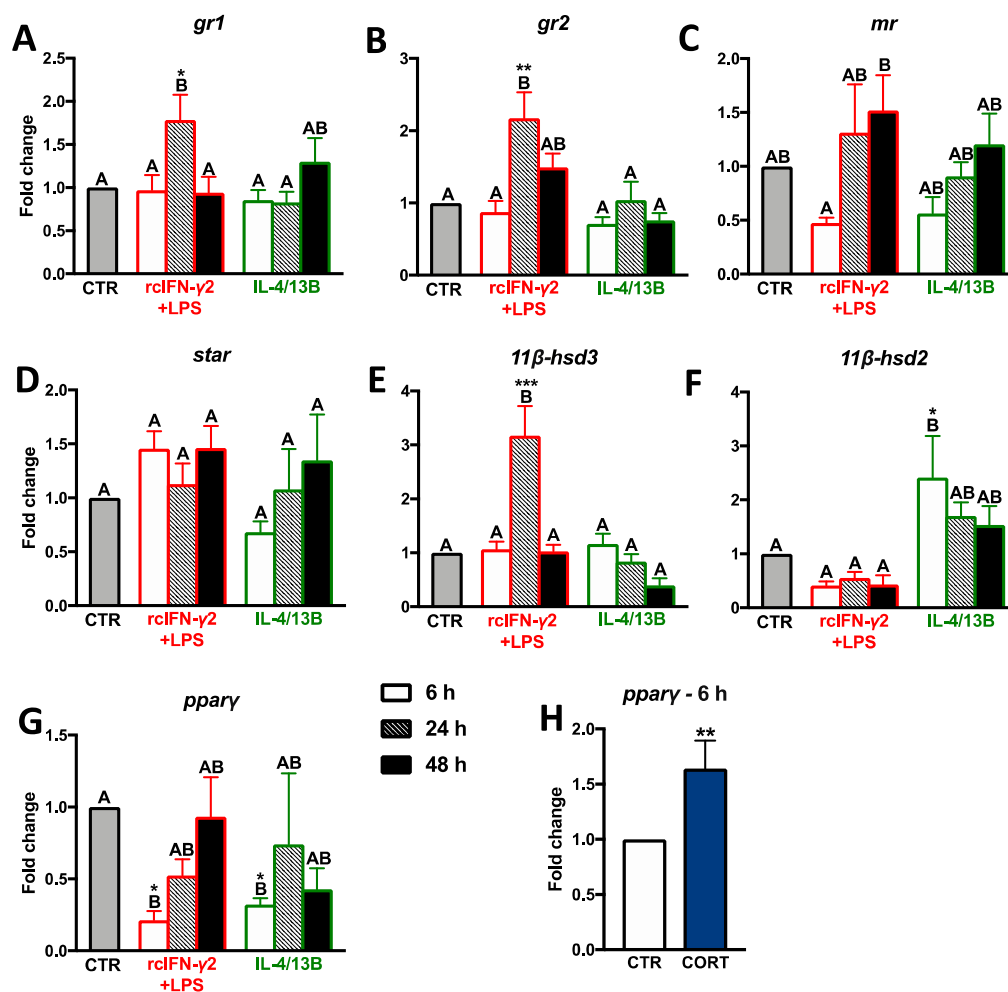 A
gr1
Fold change
2.5
2.0
1.5
1.0
0.5
0.0
A
A
*
B
A
A
A
AB
CTR
rcIFN-γ2
+LPS
IL-4/13B
B
gr2
3
2
1
0
A
A
**
B
AB
A
A
A
CTR
rcIFN-γ2
+LPS
IL-4/13B
C
mr
2.0
1.5
1.0
0.5
0.0
AB
A
AB
B
AB
AB
AB
CTR
rcIFN-γ2
+LPS
IL-4/13B
D
star
Fold change
2.0
1.5
1.0
0.5
0.0
A
A
A
A
A
A
A
CTR
rcIFN-γ2
+LPS
IL-4/13B
E
11β-hsd3
4
3
2
1
0
A
A
***
B
A
A
A
A
CTR
rcIFN-γ2
+LPS
IL-4/13B
F
11β-hsd2
4
3
2
1
0
A
A
A
A
*
B
AB
AB
CTR
rcIFN-γ2
+LPS
IL-4/13B
G
pparγ
Fold change
1.5
1.0
0.5
0.0
A
*
B
AB
AB
*
B
AB
AB
CTR
rcIFN-γ2
+LPS
IL-4/13B
6 h
24 h
48 h
H
pparγ - 6 h
Fold change
2.0
1.5
1.0
0.5
0.0
**
CTR
CORT